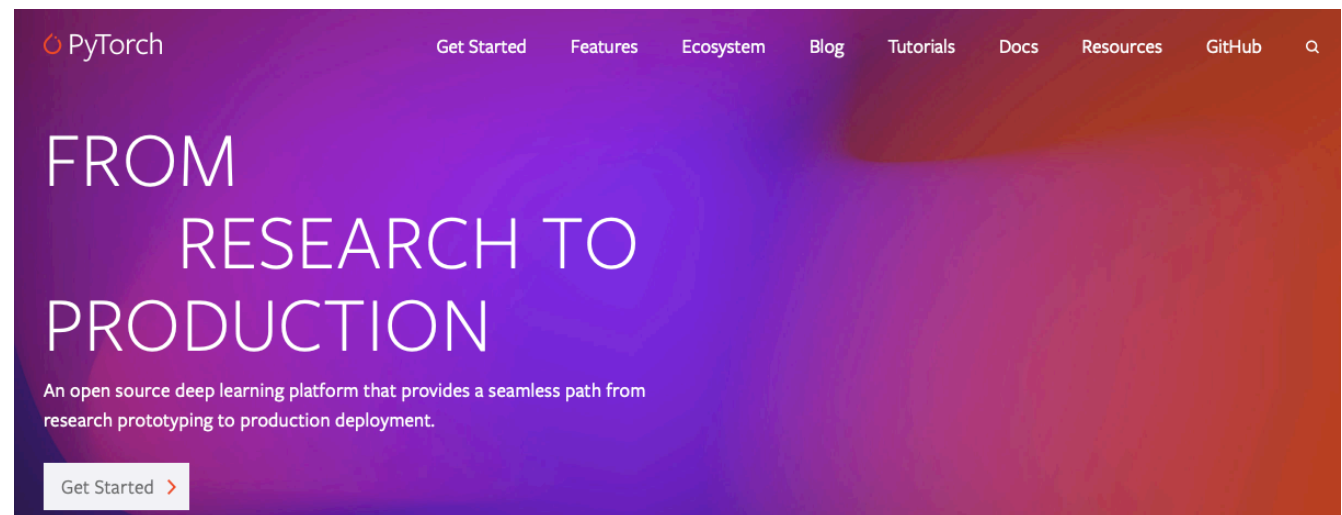 PyTorch
Get Started Features Ecosystem Blog Tutorials Docs Resources GitHub
FROM
RESEARCH TO
PRODUCTION
An open source deep learning platform that provides a seamless path from
research prototyping to production deployment.
Get Started